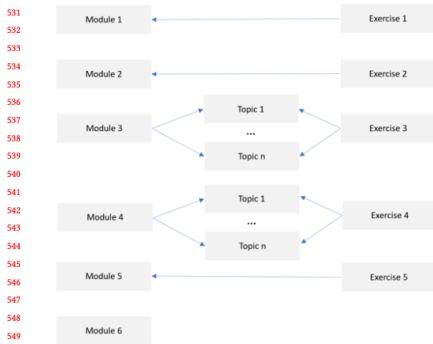 531
Module 1 Exercise 1
532
533
534
Module 2 Exercise 2
535
536
Topic 1
537
Module 3 ... Exercise 3
538
539
Topic n
540
541
Topic 1
542
Module 4 ... Exercise 4
543
544
Topic n
545
Module 5 Exercise 5
546
547
548
Module 6
549